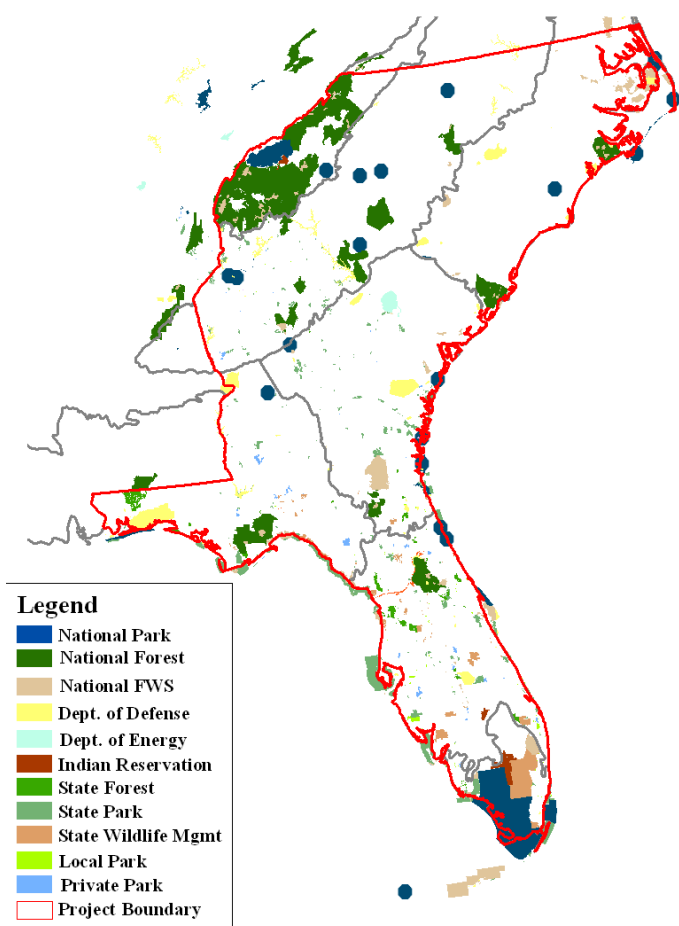 Legend
National Park
National Forest
National FWS
Dept. of Defense
Dept. of Energy
Indian Reservation
State Forest
State Park
State Wildlife Mgmt
Local Park
Private Park
Project Boundary